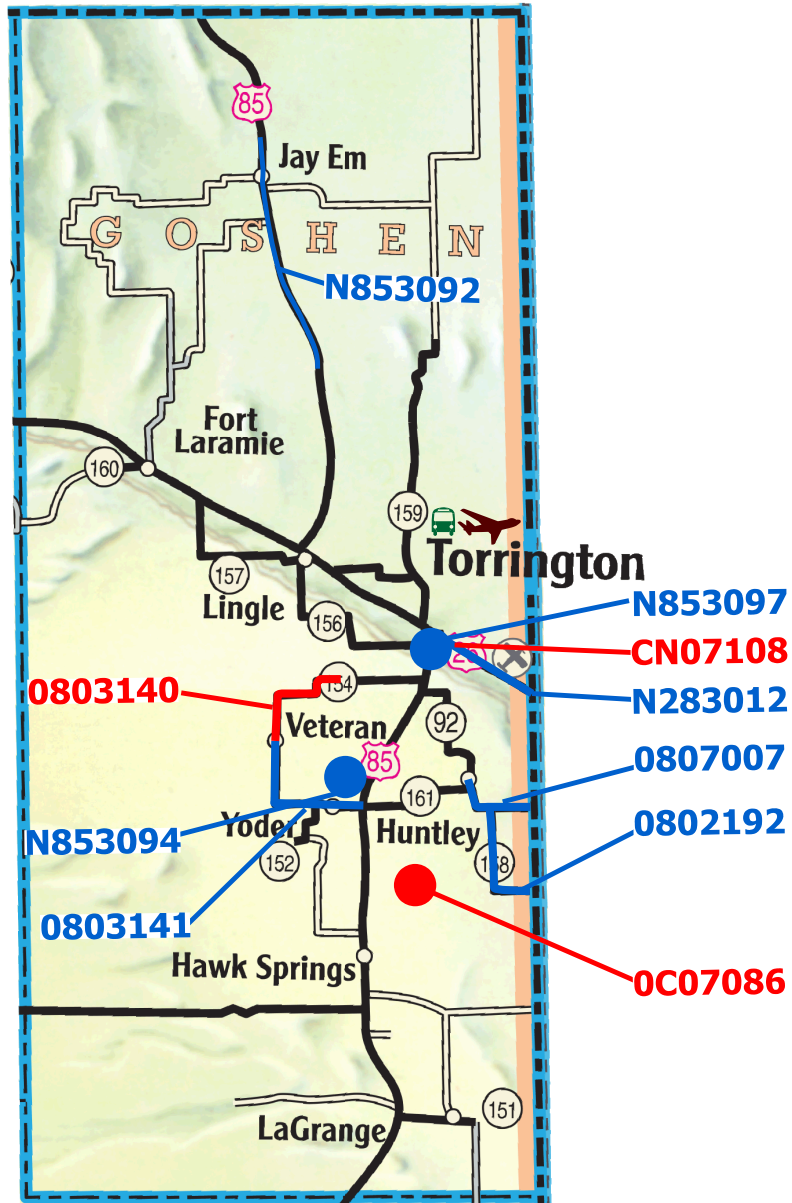 85
Jay Em
G O S H E N
N853092
Fort
Laramie
160
159
Torrington
157
Lingle
156
N853097
CN07108
26
N283012
154
0803140
92
Veteran
85
0807007
161
Yoder
Huntley
0802192
N853094
152
158
0803141
Hawk Springs
0C07086
151
LaGrange